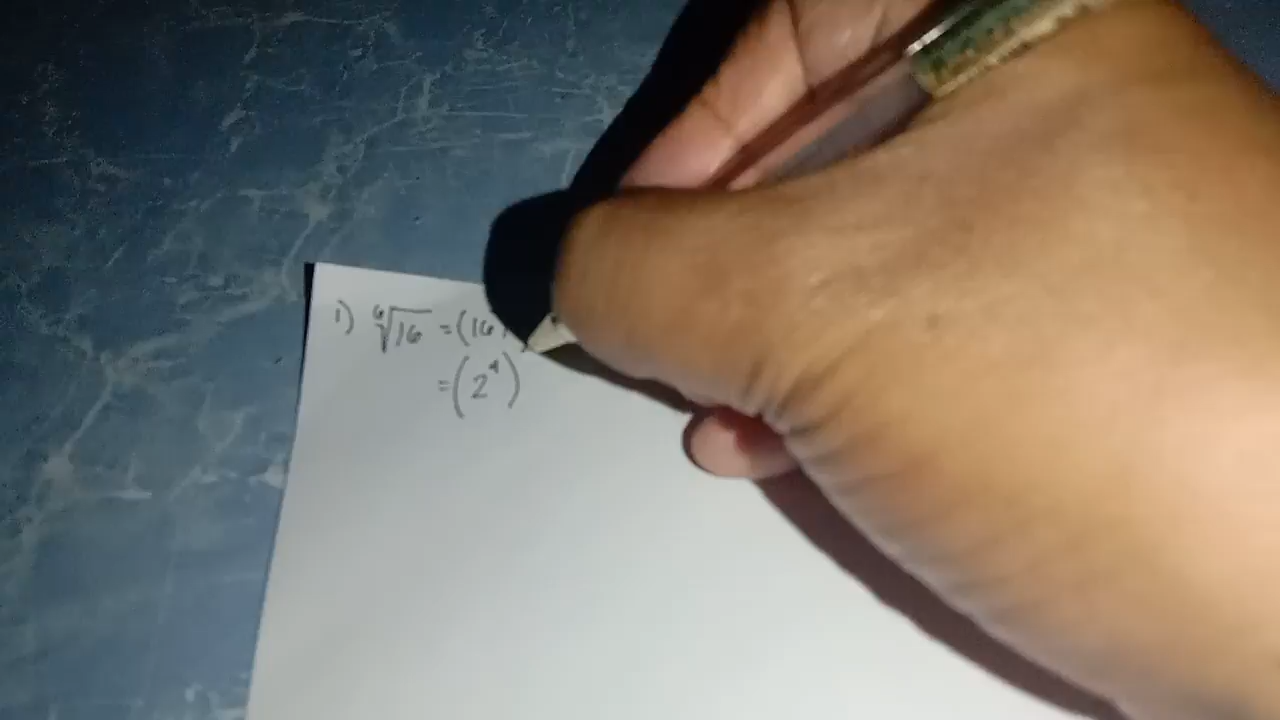 1) ⁶√16 = (16)
= (2⁴)